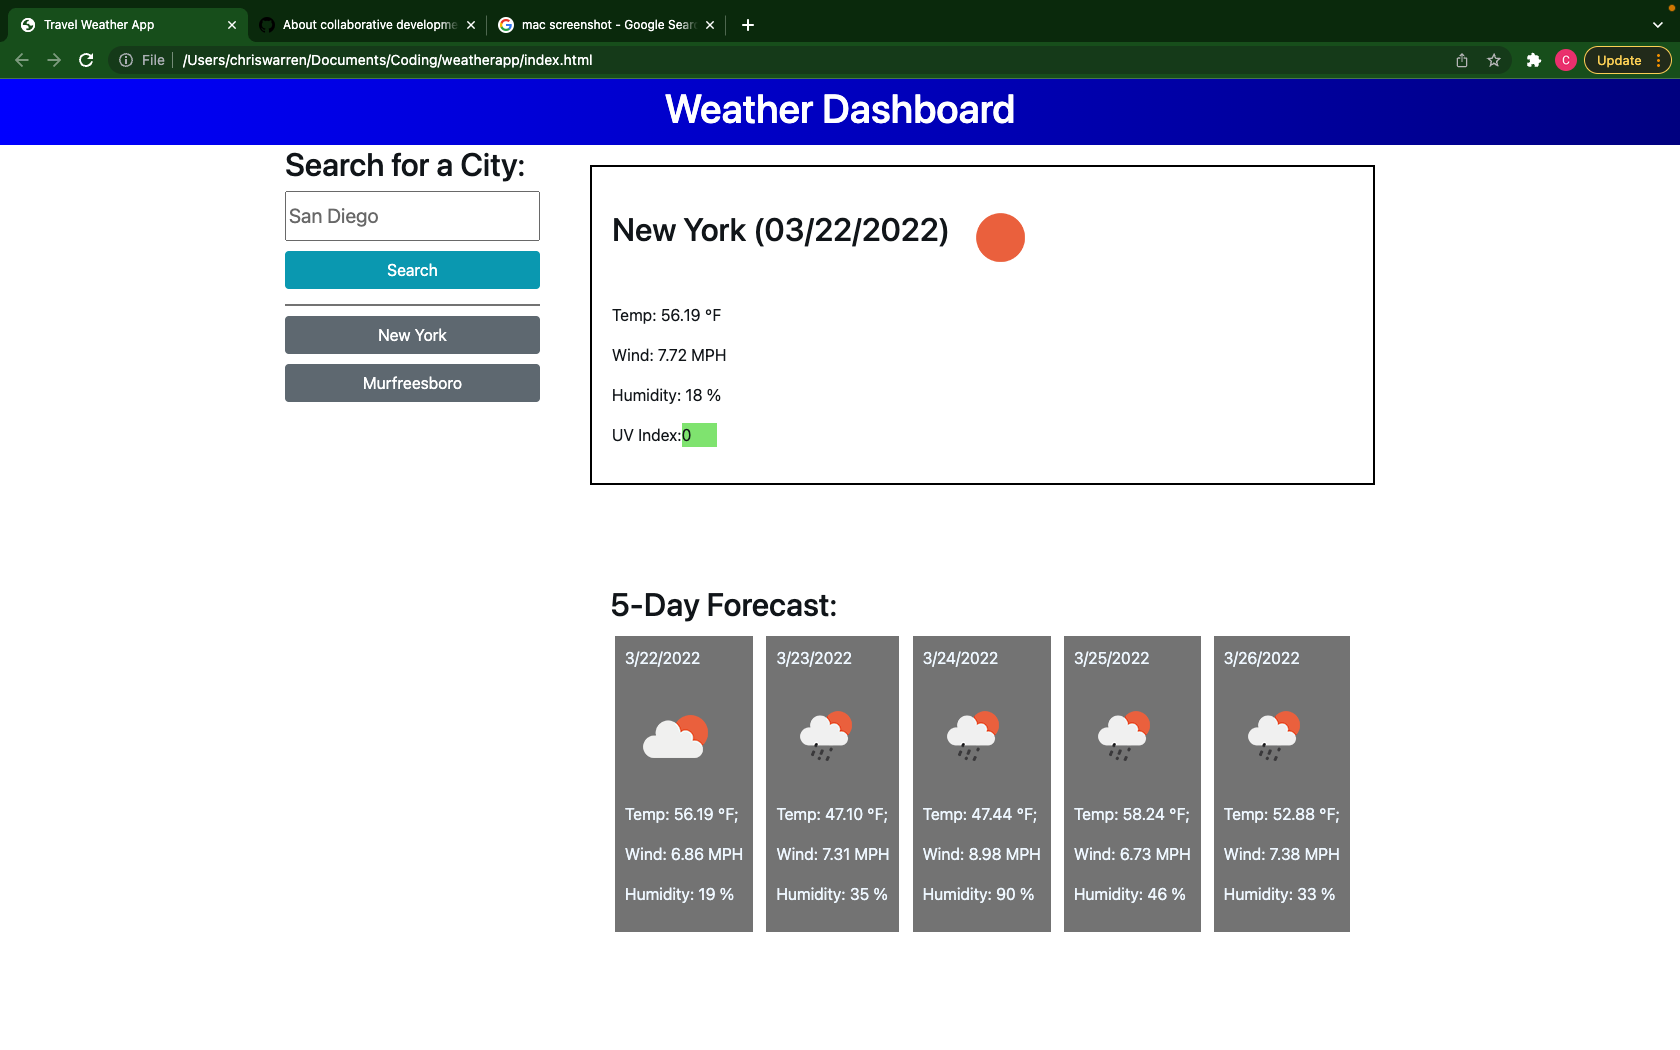 Travel Weather App
About collaborative developme
mac screenshot - Google Sear
File
/Users/chriswarren/Documents/Coding/weatherapp/index.html
C
Update
Weather Dashboard
Search for a City:
San Diego
Search
New York
Murfreesboro
New York (03/22/2022)
Temp: 56.19 °F
Wind: 7.72 MPH
Humidity: 18 %
UV Index:0
5-Day Forecast:
3/22/2022
Temp: 56.19 °F;
Wind: 6.86 MPH
Humidity: 19 %
3/23/2022
Temp: 47.10 °F;
Wind: 7.31 MPH
Humidity: 35 %
3/24/2022
Temp: 47.44 °F;
Wind: 8.98 MPH
Humidity: 90 %
3/25/2022
Temp: 58.24 °F;
Wind: 6.73 MPH
Humidity: 46 %
3/26/2022
Temp: 52.88 °F;
Wind: 7.38 MPH
Humidity: 33 %